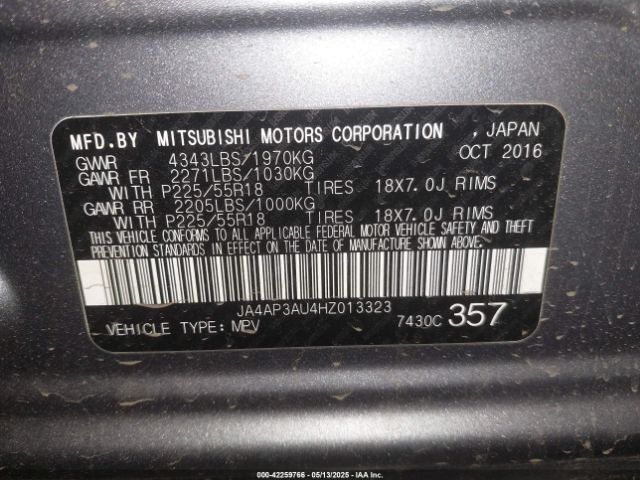 MFD.BY MITSUBISHI MOTORS CORPORATION , JAPAN
GVWR 4343LBS/1970KG OCT 2016
GAWR FR 2271LBS/1030KG
WITH P225/55R18 TIRES 18X7.0J RIMS
GAWR RR 2205LBS/1000KG
WITH P225/55R18 TIRES 18X7.0J RIMS
THIS VEHICLE CONFORMS TO ALL APPLICABLE FEDERAL MOTOR VEHICLE SAFETY AND THEFT
PREVENTION STANDARDS IN EFFECT ON THE DATE OF MANUFACTURE SHOWN ABOVE.
JA4AP3AU4HZ013323
VEHICLE TYPE: MPV 7430C 357
000-42259766 - 05/13/2025 - IAA Inc.